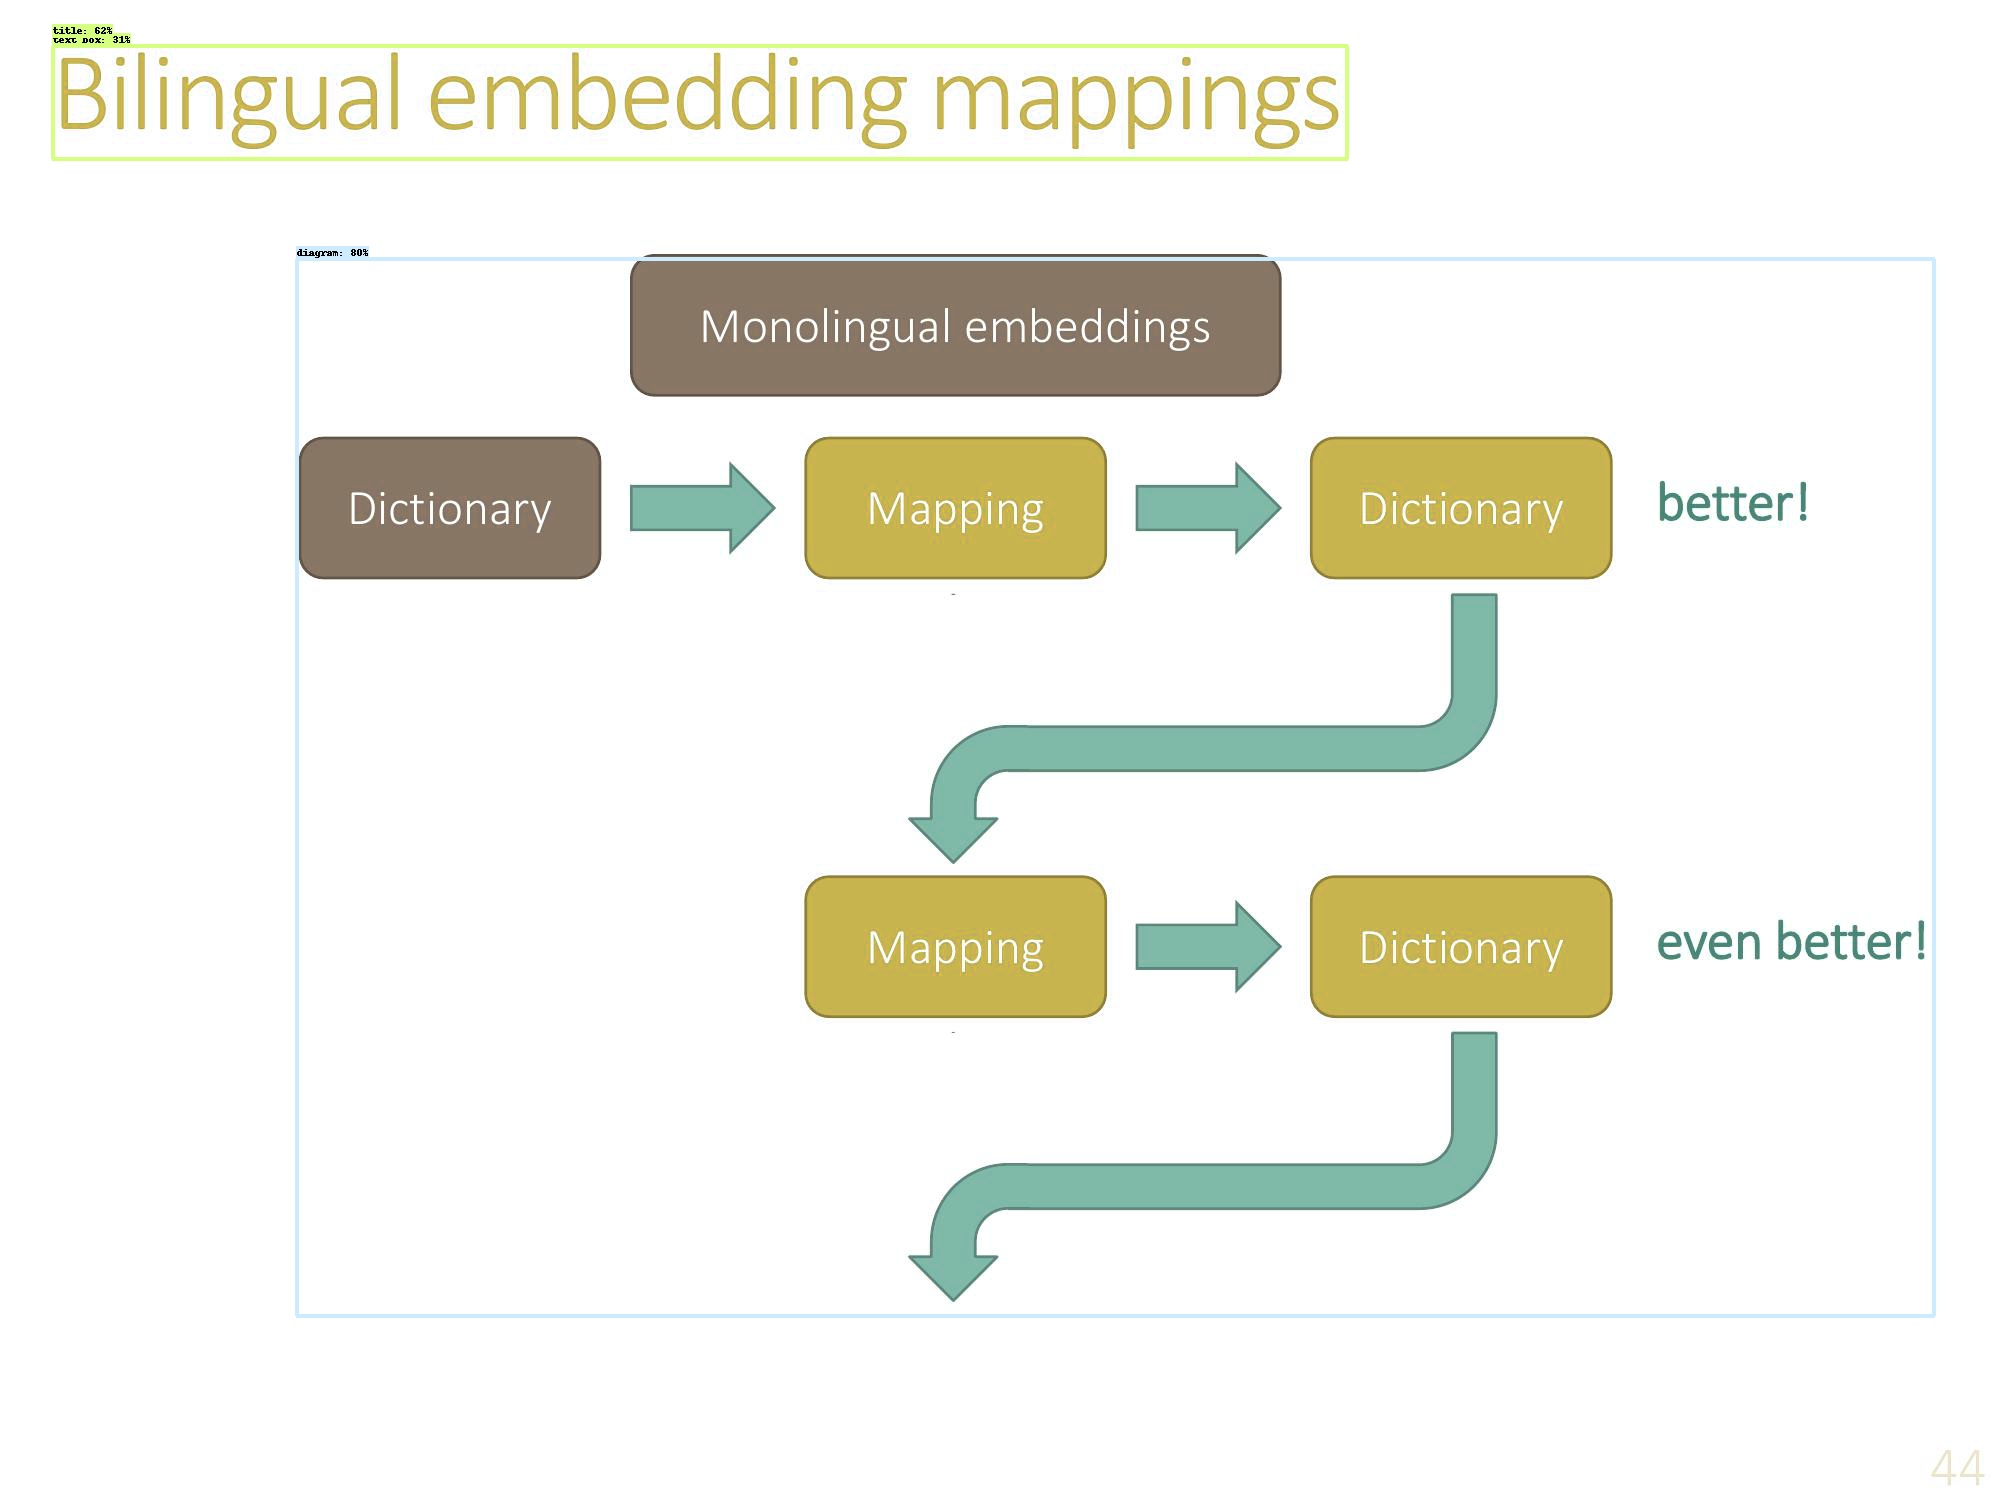 title: 62%
text box: 31%
Bilingual embedding mappings
diagram: 80%
Monolingual embeddings
Dictionary
Mapping
Dictionary
better!
Mapping
Dictionary
even better!
44